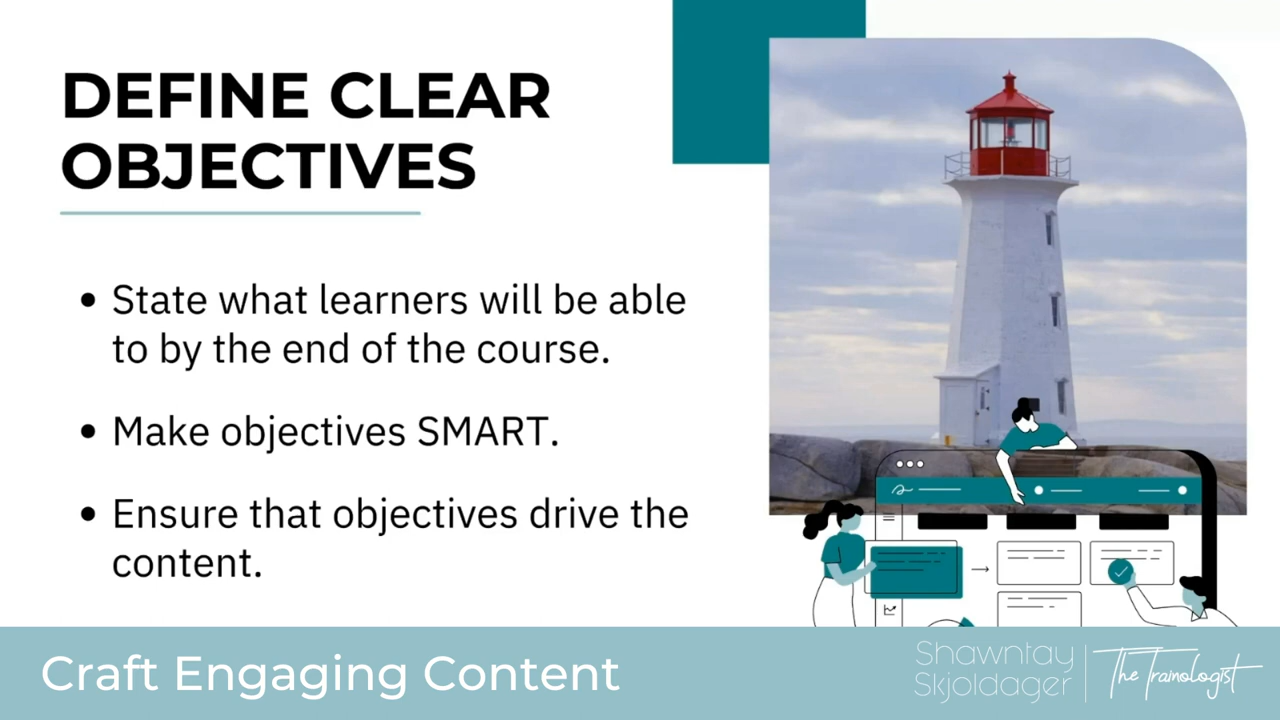 DEFINE CLEAR
OBJECTIVES
• State what learners will be able
to by the end of the course.
• Make objectives SMART.
• Ensure that objectives drive the
content.
Craft Engaging Content
Shawntay
Skjoldager
The Trainologist